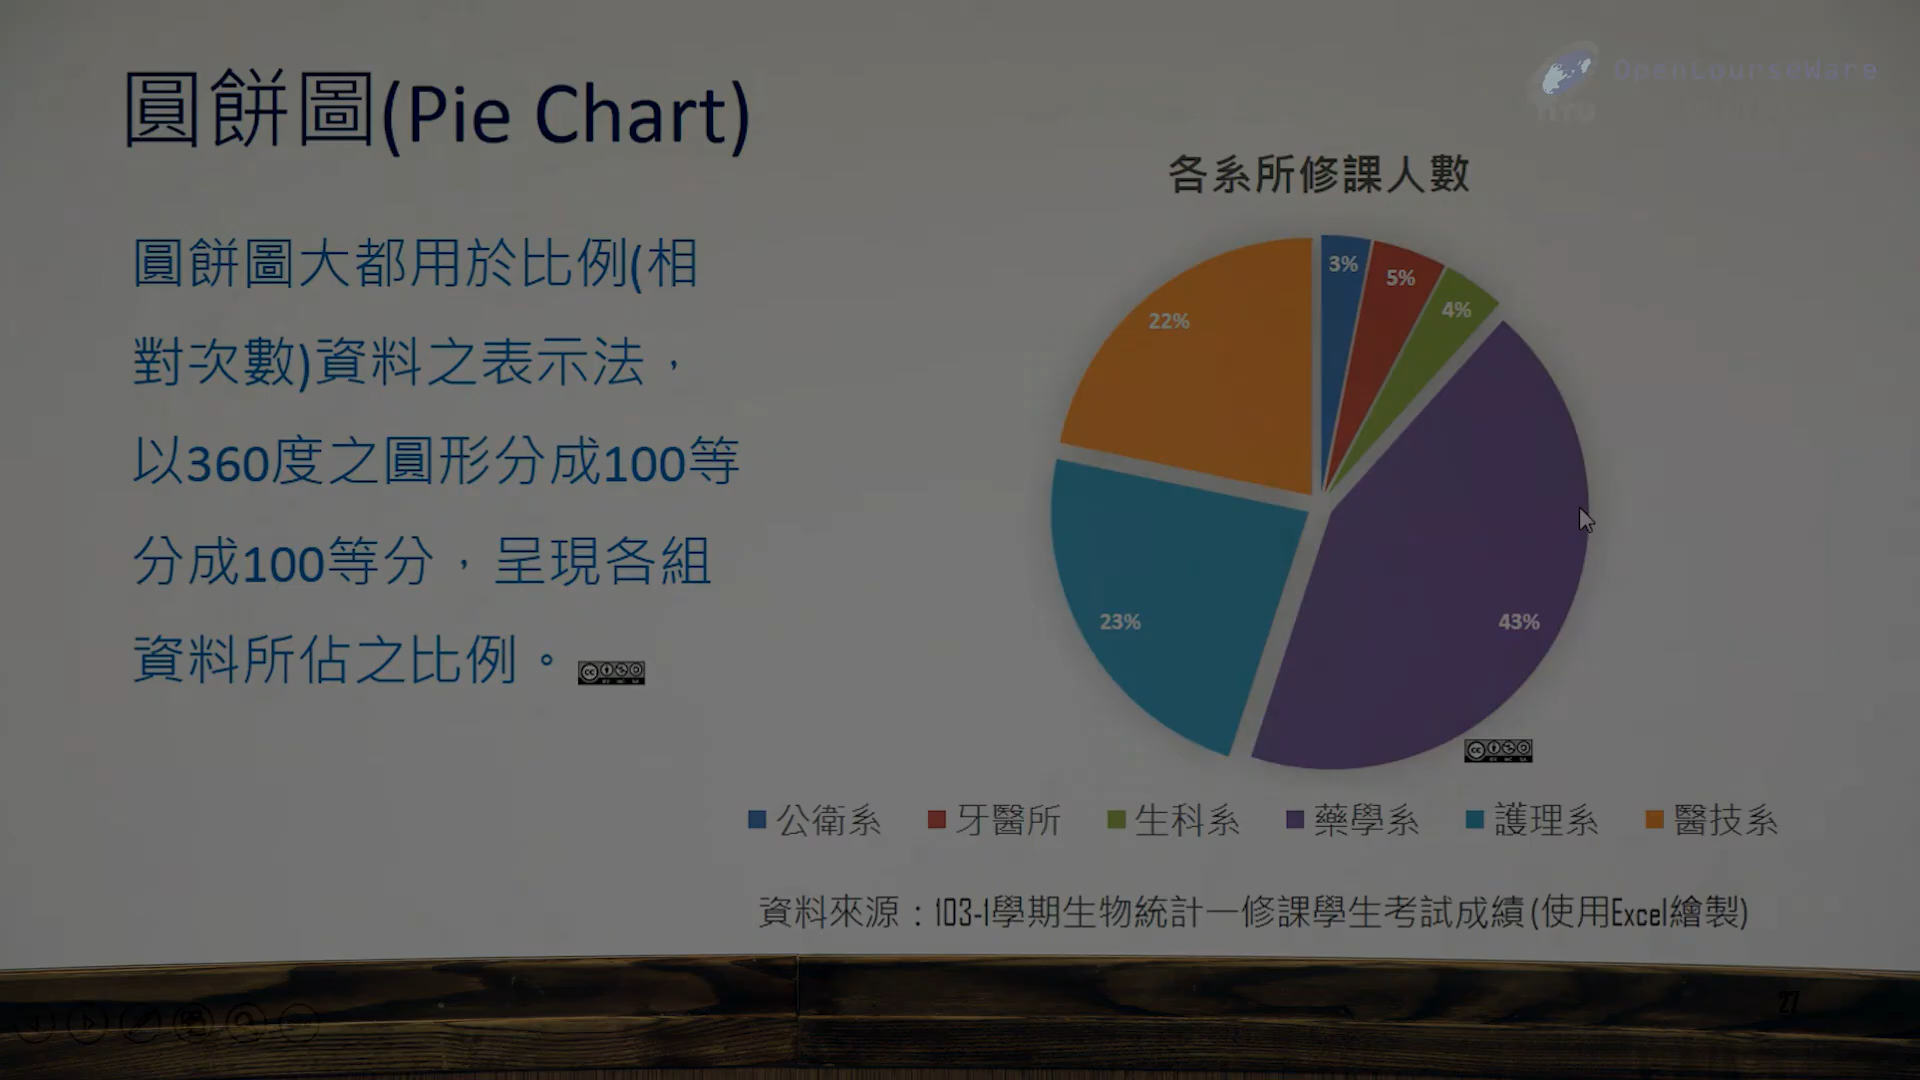 圓餅圖(Pie Chart)
OpenCourseWare
NTU
圓餅圖大都用於比例(相
對次數)資料之表示法，
以360度之圓形分成100等
分成100等分，呈現各組
資料所佔之比例。
各系所修課人數
3%
5%
4%
22%
23%
43%
公衛系 牙醫所 生科系 藥學系 護理系 醫技系
資料來源：103-1學期生物統計一修課學生考試成績(使用Excel繪製)
27